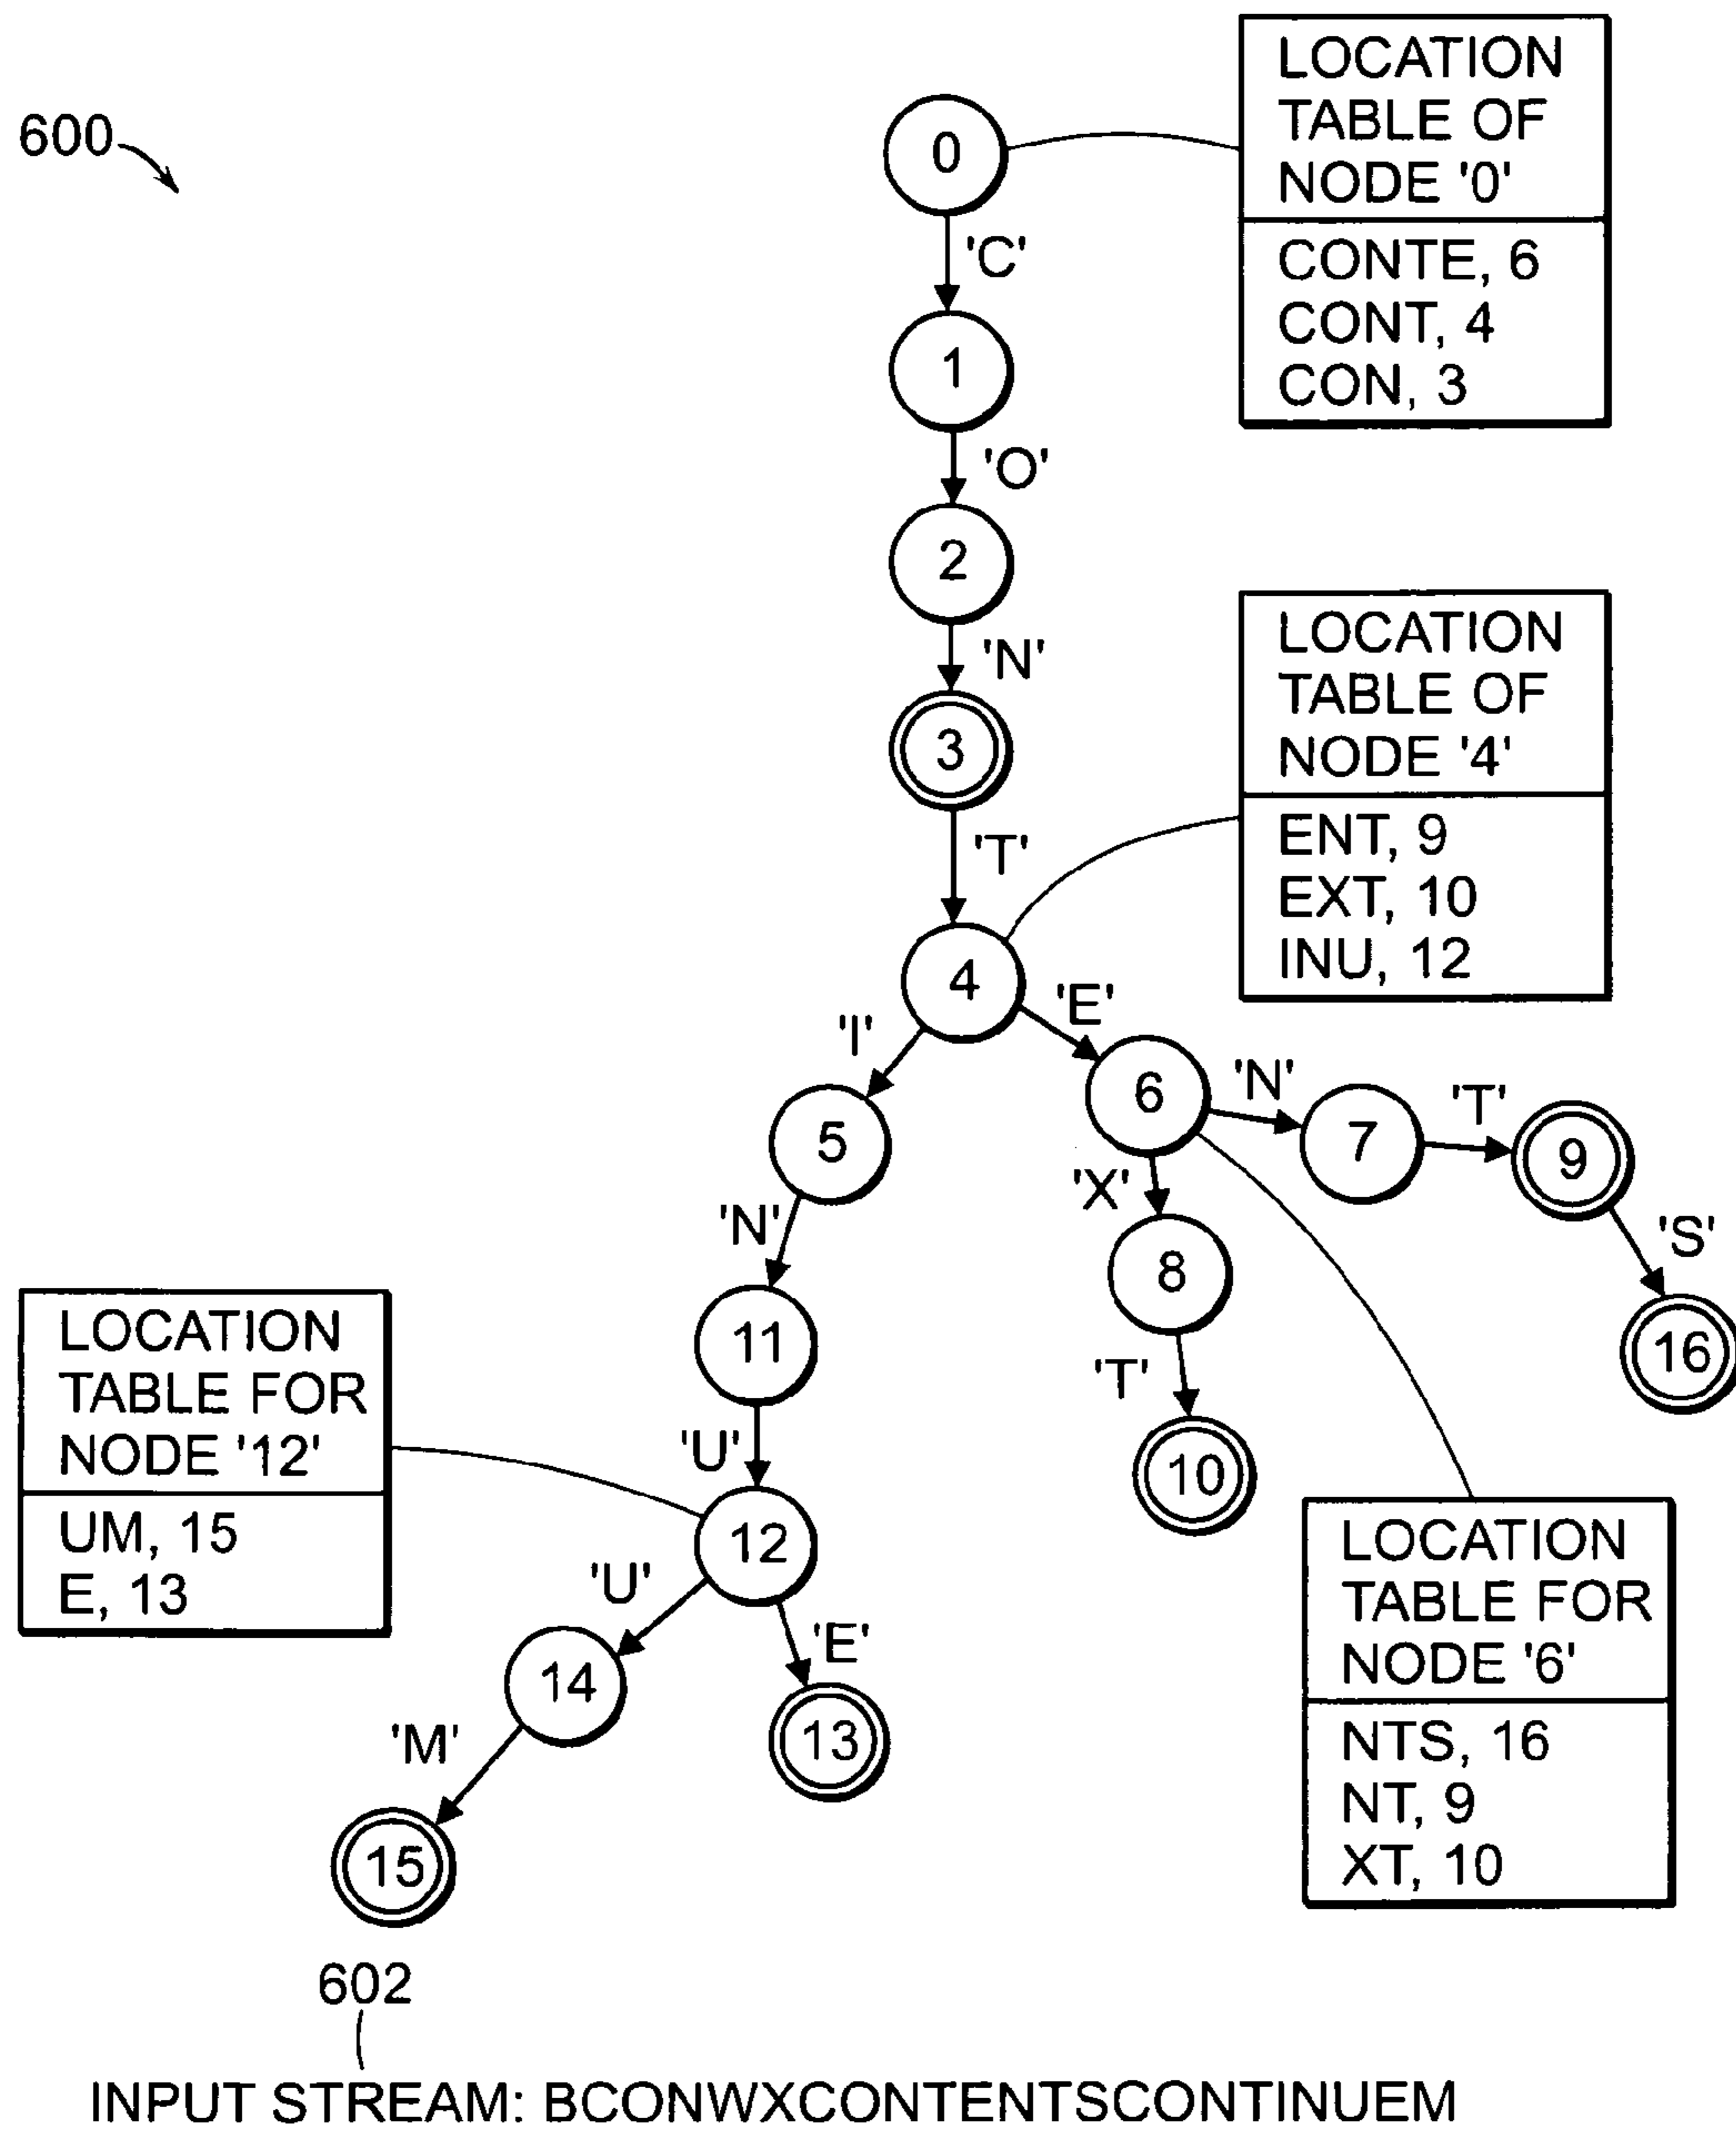 600
0
LOCATION
TABLE OF
NODE '0'
CONTE, 6
CONT, 4
CON, 3
'C'
1
'O'
2
'N'
3
'T'
LOCATION
TABLE OF
NODE '4'
ENT, 9
EXT, 10
INU, 12
4
'I'
'E'
5
6
'N'
7
'T'
9
'S'
16
'X'
8
'T'
10
'N'
11
'U'
12
LOCATION
TABLE FOR
NODE '12'
UM, 15
E, 13
'U'
'E'
14
13
'M'
15
LOCATION
TABLE FOR
NODE '6'
NTS, 16
NT, 9
XT, 10
602
INPUT STREAM: BCONWXCONTENTSCONTINUEM